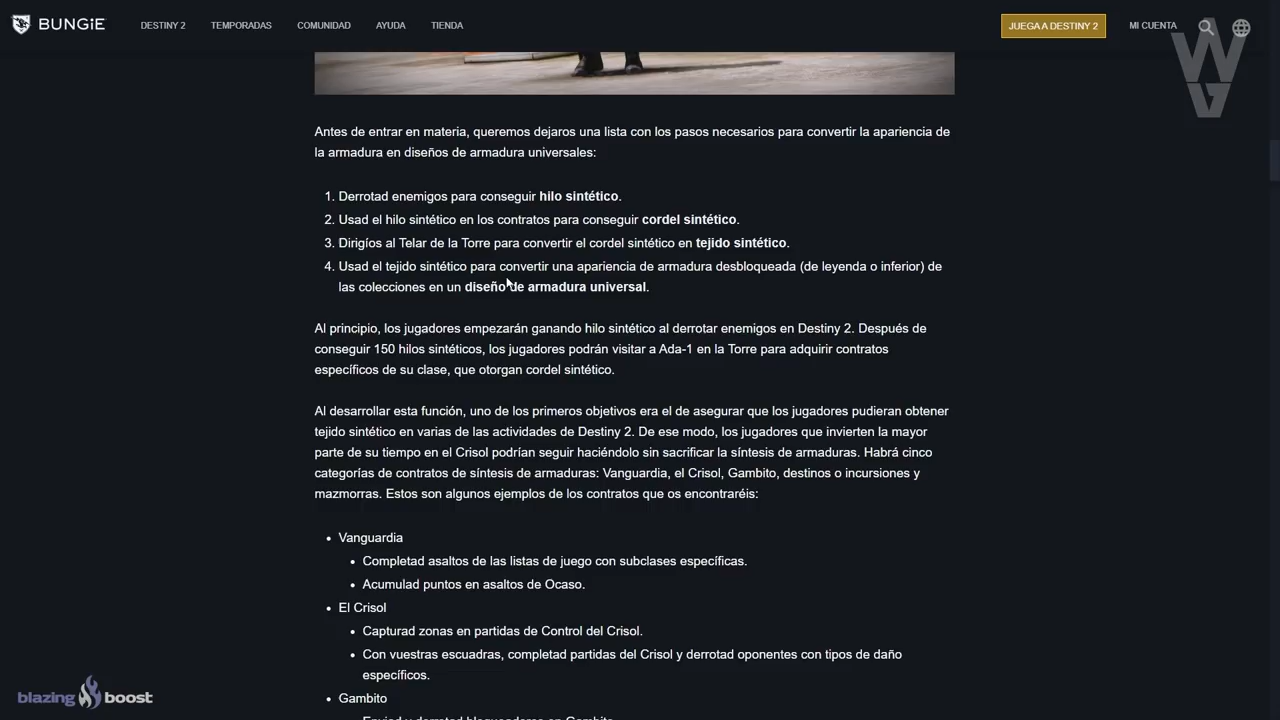 BUNGiE
DESTINY 2
TEMPORADAS
COMUNIDAD
AYUDA
TIENDA
JUEGA A DESTINY 2
MI CUENTA
Antes de entrar en materia, queremos dejaros una lista con los pasos necesarios para convertir la apariencia de
la armadura en diseños de armadura universales:
1. Derrotad enemigos para conseguir hilo sintético.
2. Usad el hilo sintético en los contratos para conseguir cordel sintético.
3. Dirigíos al Telar de la Torre para convertir el cordel sintético en tejido sintético.
4. Usad el tejido sintético para convertir una apariencia de armadura desbloqueada (de leyenda o inferior) de
las colecciones en un diseño de armadura universal.
Al principio, los jugadores empezarán ganando hilo sintético al derrotar enemigos en Destiny 2. Después de
conseguir 150 hilos sintéticos, los jugadores podrán visitar a Ada-1 en la Torre para adquirir contratos
específicos de su clase, que otorgan cordel sintético.
Al desarrollar esta función, uno de los primeros objetivos era el de asegurar que los jugadores pudieran obtener
tejido sintético en varias de las actividades de Destiny 2. De ese modo, los jugadores que invierten la mayor
parte de su tiempo en el Crisol podrían seguir haciéndolo sin sacrificar la síntesis de armaduras. Habrá cinco
categorías de contratos de síntesis de armaduras: Vanguardia, el Crisol, Gambito, destinos o incursiones y
mazmorras. Estos son algunos ejemplos de los contratos que os encontraréis:
• Vanguardia
• Completad asaltos de las listas de juego con subclases específicas.
• Acumulad puntos en asaltos de Ocaso.
• El Crisol
• Capturad zonas en partidas de Control del Crisol.
• Con vuestras escuadras, completad partidas del Crisol y derrotad oponentes con tipos de daño
específicos.
• Gambito
• Enviad y derrotad bloqueadores en Gambito.
blazing boost